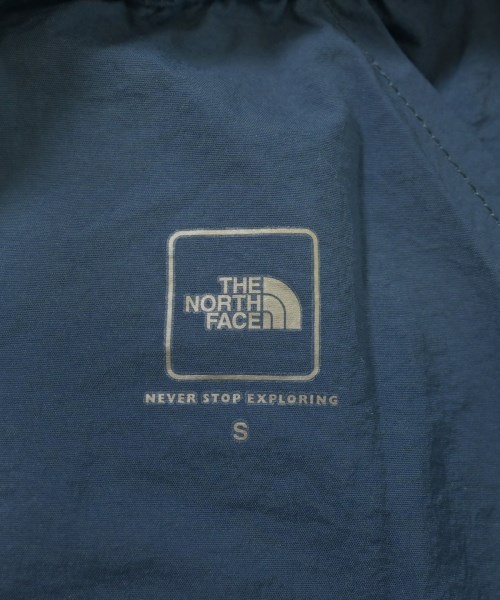 THE
NORTH
FACE
NEVER STOP EXPLORING
S